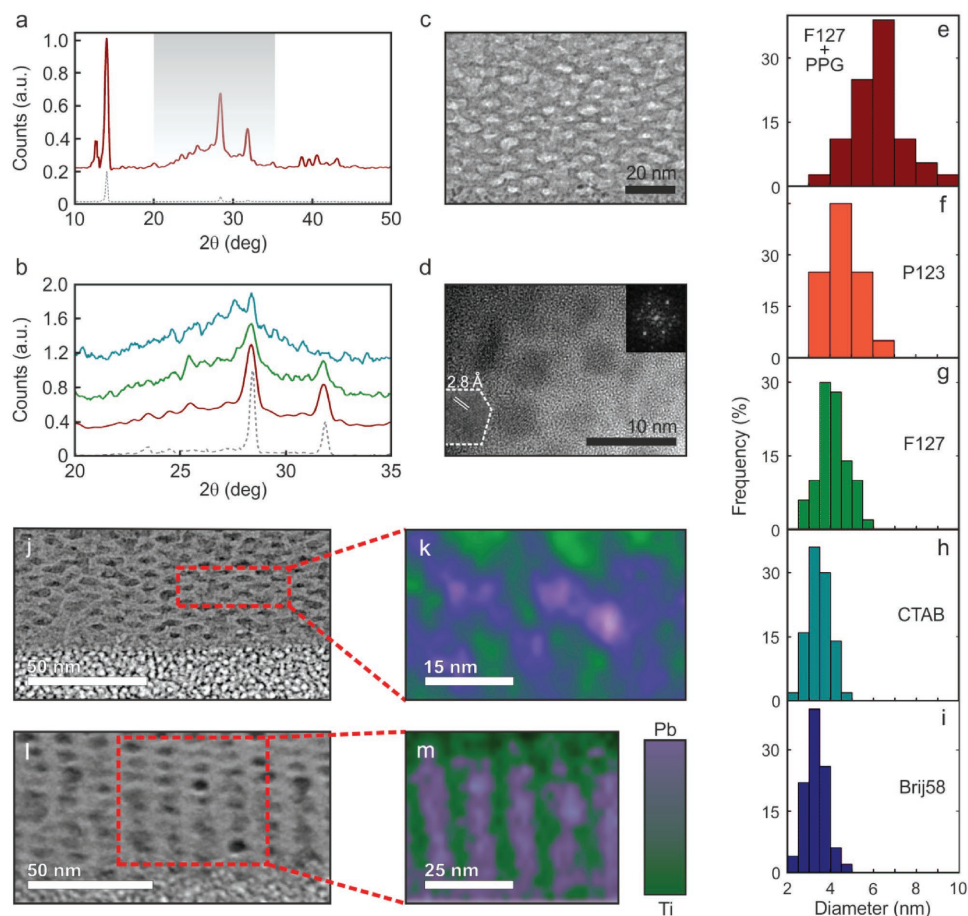 a
Counts (a.u.)
1.0
0.8
0.6
0.4
0.2
0
10 20 30 40 50
2θ (deg)
b
Counts (a.u.)
2.0
1.6
1.2
0.8
0.4
0
20 25 30 35
2θ (deg)
c
20 nm
d
2.8 Å
10 nm
e
F127
+
PPG
30
15
0
f
P123
30
15
0
g
F127
30
15
0
Frequency (%)
h
CTAB
30
15
0
i
Brij58
30
15
0
2 4 6 8 10
Diameter (nm)
j
50 nm
k
15 nm
l
50 nm
m
25 nm
Pb
Ti